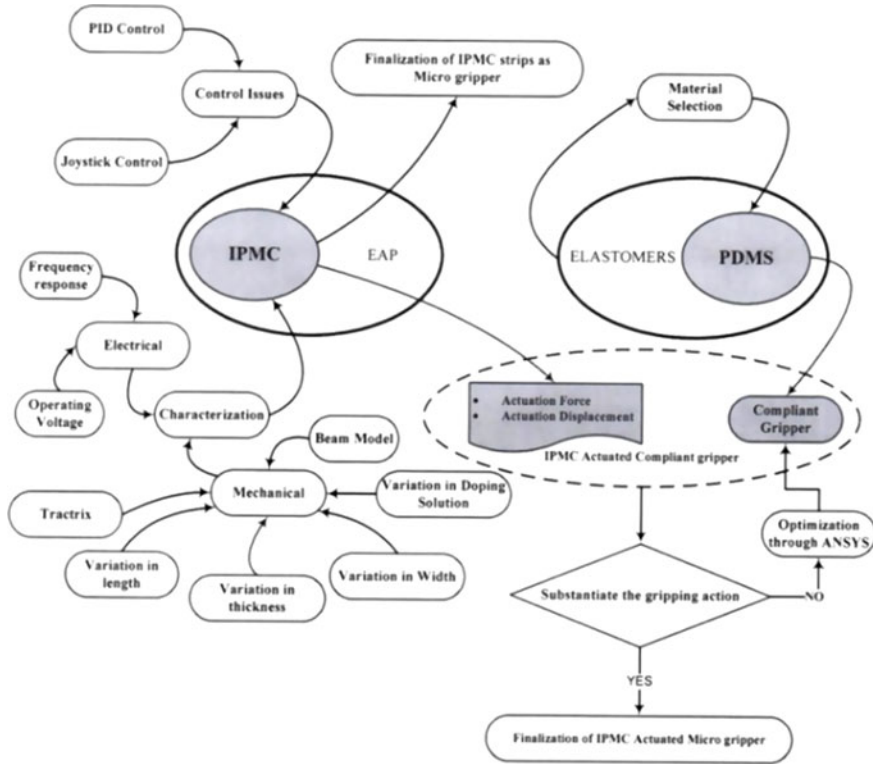 PID Control
Finalization of IPMC strips as
Micro gripper
Control Issues
Material
Selection
Joystick Control
IPMC
EAP
ELASTOMERS
PDMS
Frequency
response
Electrical
Operating
Voltage
Characterization
• Actuation Force
• Actuation Displacement
Compliant
Gripper
IPMC Actuated Compliant gripper
Beam Model
Mechanical
Variation in Doping
Solution
Tractrix
Variation in
length
Variation in
thickness
Variation in Width
Optimization
through ANSYS
Substantiate the gripping action
NO
YES
Finalization of IPMC Actuated Micro gripper